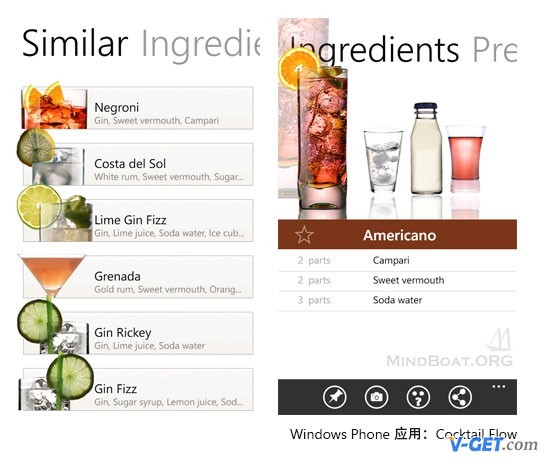 Similar Ingredie
Negroni
Gin, Sweet vermouth, Campari
Costa del Sol
White rum, Sweet vermouth, Sugar...
Lime Gin Fizz
Gin, Lime juice, Soda water, Ice cub...
Grenada
Gold rum, Sweet vermouth, Orang...
Gin Rickey
Gin, Lime juice, Soda water
Gin Fizz
Gin, Sugar syrup, Lemon juice, Sod...
Ingredients Pre
Americano
2 parts Campari
2 parts Sweet vermouth
3 parts Soda water
MINDBOAT.ORG
Windows Phone 应用：Cocktail Flow
V-GET.com